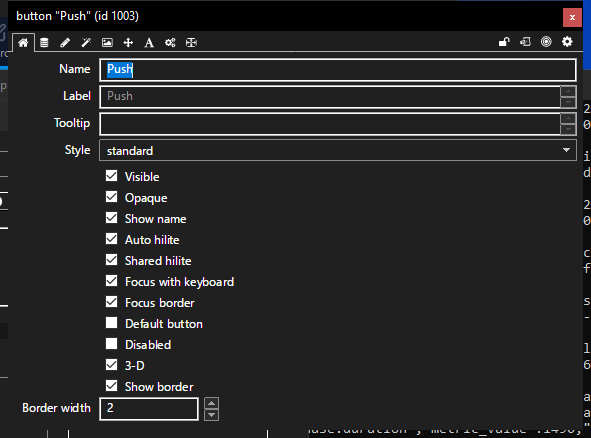 button "Push" (id 1003)
x
A
Name Push
Label Push
Tooltip
Style standard
Visible
Opaque
Show name
Auto hilite
Shared hilite
Focus with keyboard
Focus border
Default button
Disabled
3-D
Show border
Border width 2